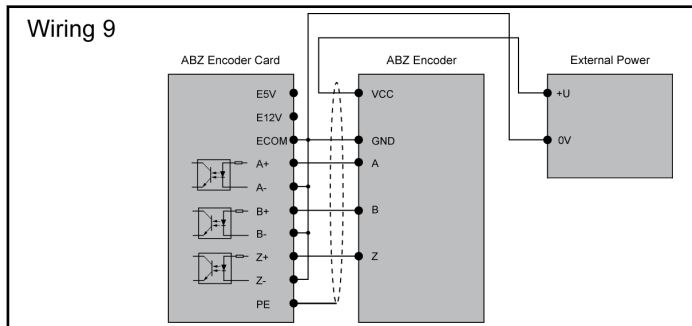 Wiring 9
ABZ Encoder Card
ABZ Encoder
External Power
E5V
VCC
+U
E12V
ECOM
GND
0V
A+
A
A-
B+
B
B-
Z+
Z
Z-
PE